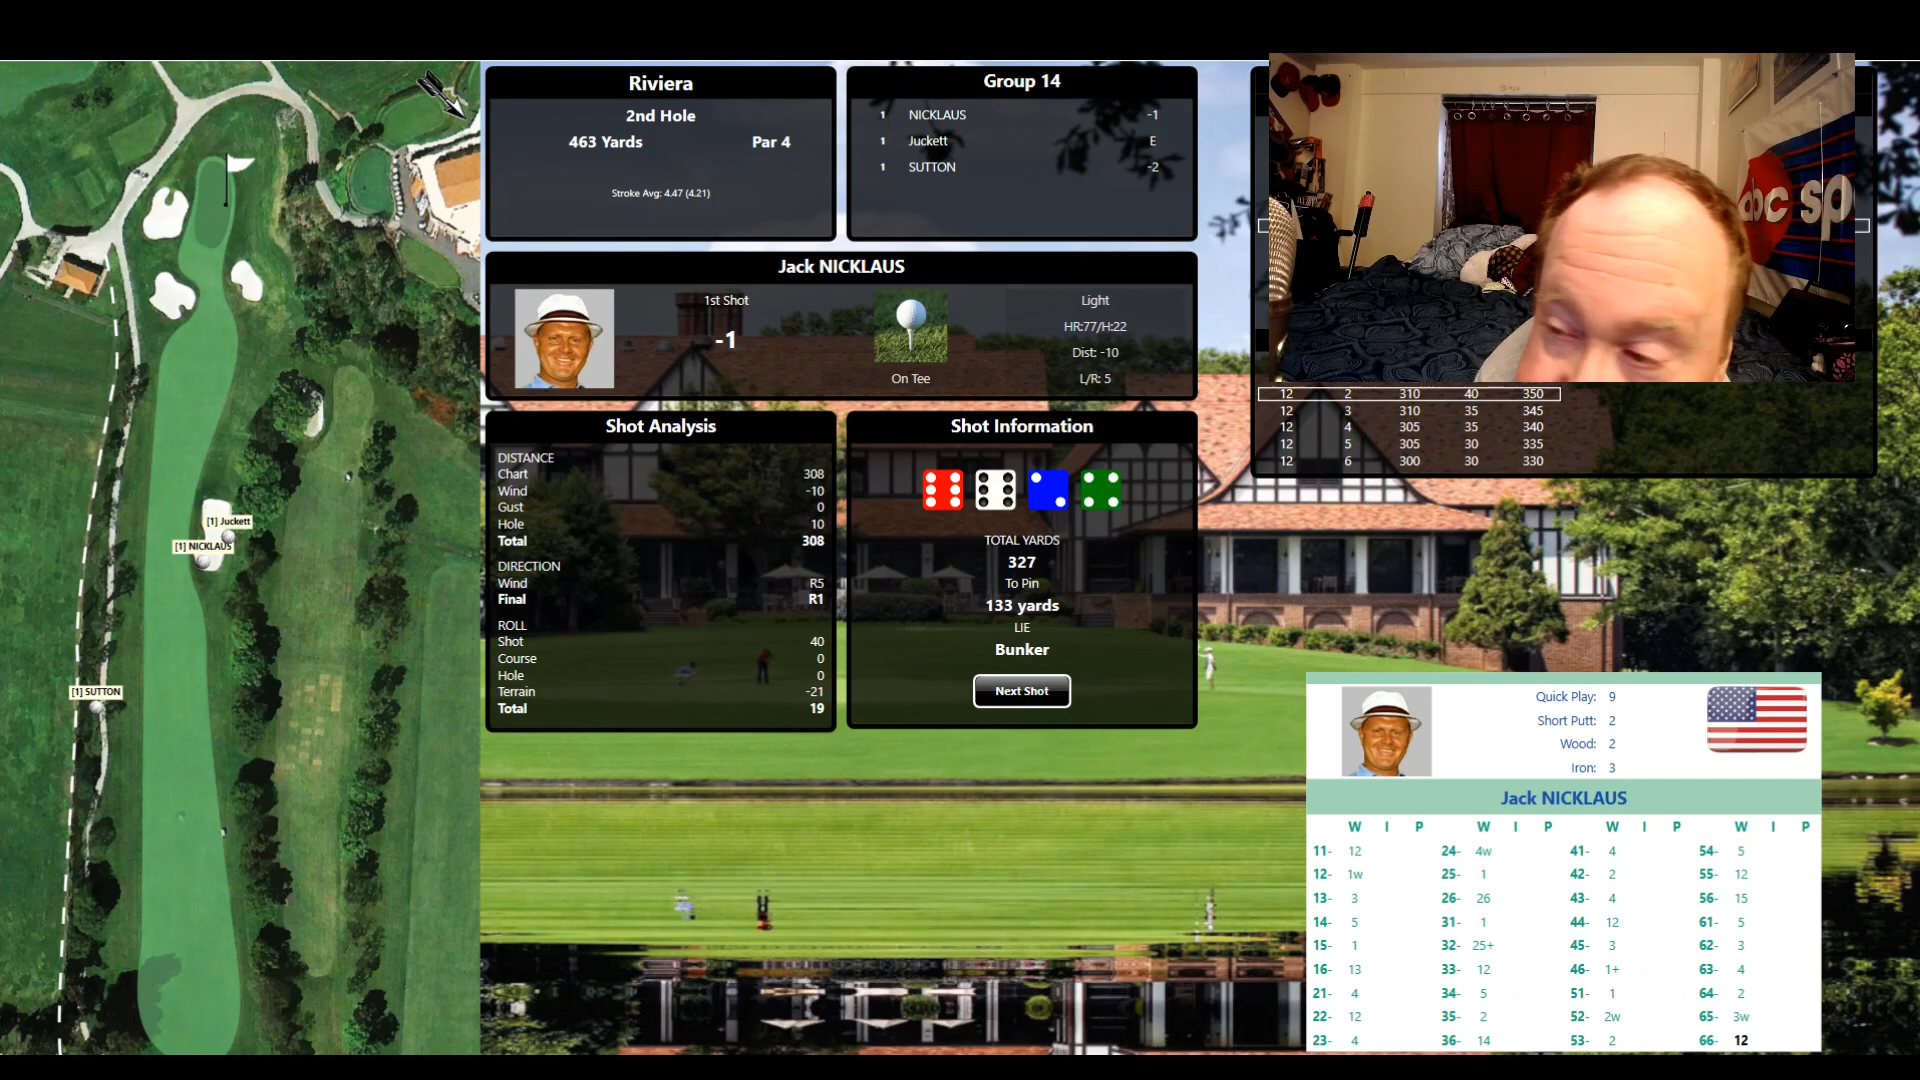 Riviera
2nd Hole
463 Yards Par 4
Stroke Avg: 4.47 (4.21)
Group 14
1 NICKLAUS -1
1 Juckett E
1 SUTTON -2
Jack NICKLAUS
1st Shot
-1
On Tee
Light
HR:77/H:22
Dist: -10
L/R: 5
Shot Analysis
DISTANCE
Chart 308
Wind -10
Gust 0
Hole 10
Total 308
DIRECTION
Wind R5
Final R1
ROLL
Shot 40
Course 0
Hole 0
Terrain -21
Total 19
Shot Information
TOTAL YARDS
327
To Pin
133 yards
LIE
Bunker
Next Shot
[1] Juckett
[1] NICKLAUS
[1] SUTTON
abc sp
12 2 310 40 350
12 3 310 35 345
12 4 305 35 340
12 5 305 30 335
12 6 300 30 330
Quick Play: 9
Short Putt: 2
Wood: 2
Iron: 3
Jack NICKLAUS
W I P W I P W I P W I P
11- 12 24- 4w 41- 4 54- 5
12- 1w 25- 1 42- 2 55- 12
13- 3 26- 26 43- 4 56- 15
14- 5 31- 1 44- 12 61- 5
15- 1 32- 25+ 45- 3 62- 3
16- 13 33- 12 46- 1+ 63- 4
21- 4 34- 5 51- 1 64- 2
22- 12 35- 2 52- 2w 65- 3w
23- 4 36- 14 53- 2 66- 12